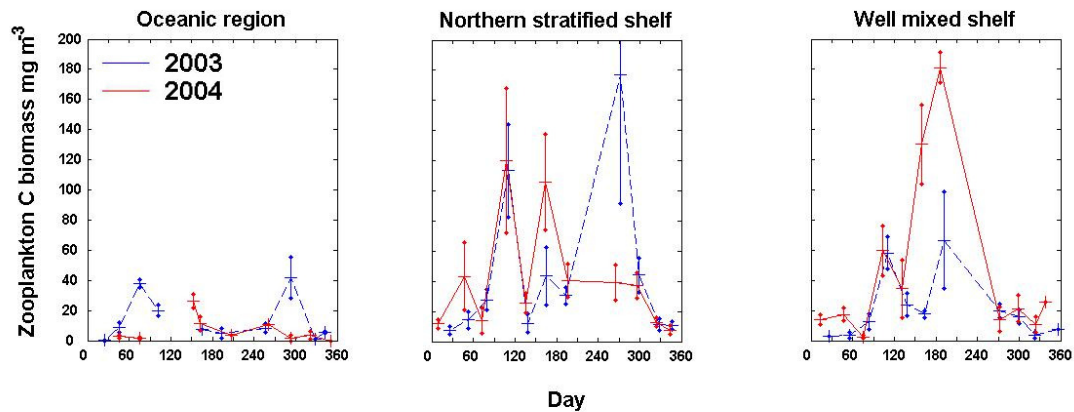 Oceanic region
Northern stratified shelf
Well mixed shelf
Zooplankton C biomass mg m-3
200
180
160
140
120
100
80
60
40
20
0
2003
2004
0 60 120 180 240 300 360
0 60 120 180 240 300 360
0 60 120 180 240 300 360
Day